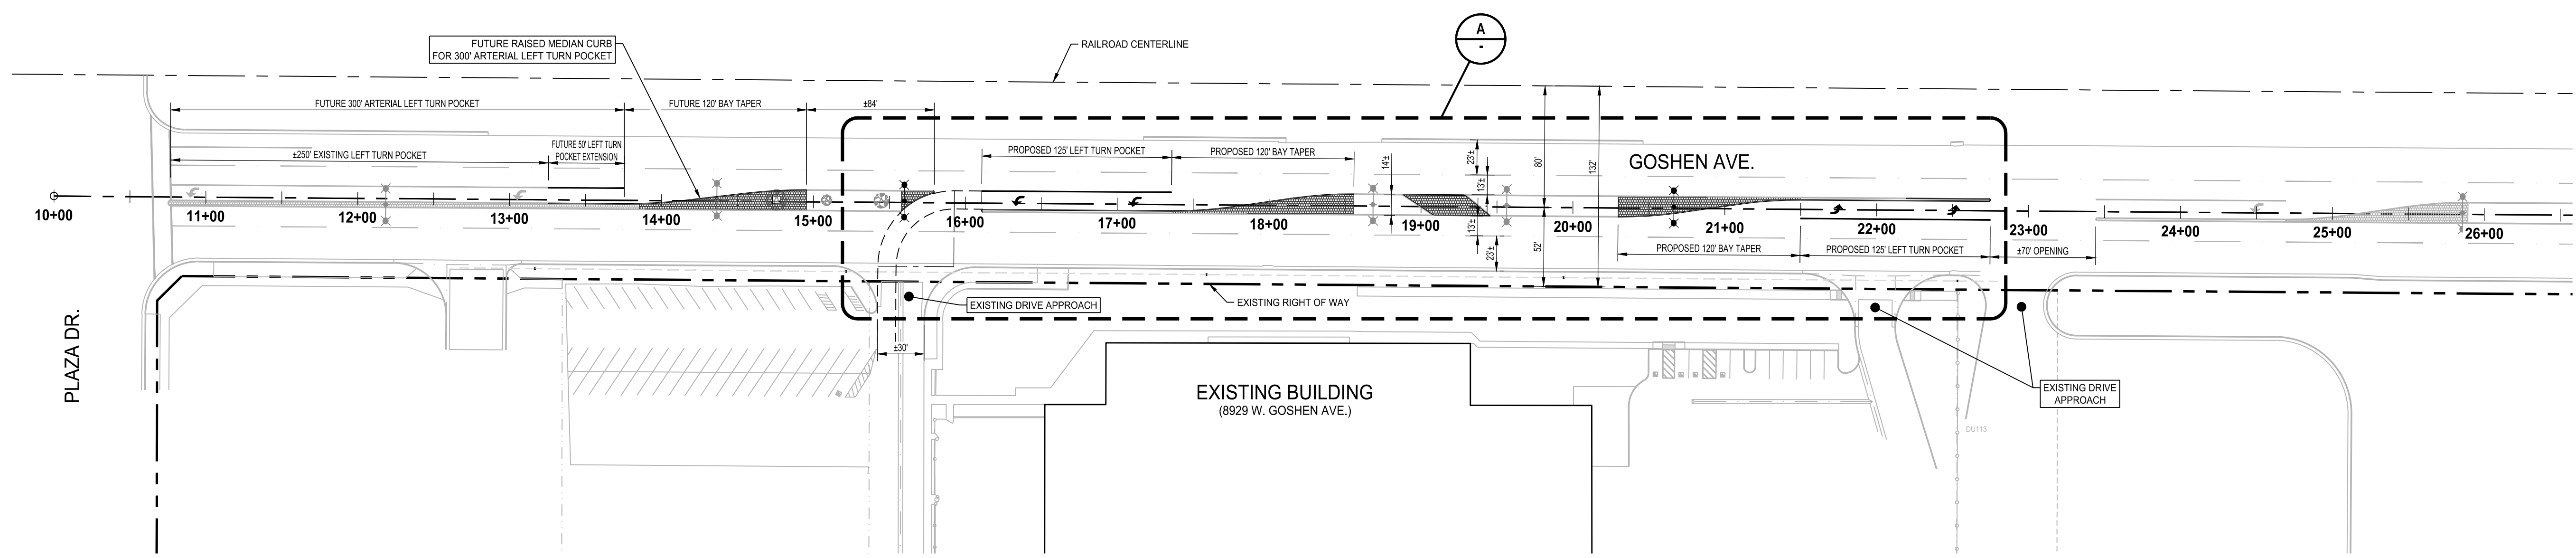 A
-
FUTURE RAISED MEDIAN CURB
FOR 300' ARTERIAL LEFT TURN POCKET
RAILROAD CENTERLINE
FUTURE 300' ARTERIAL LEFT TURN POCKET
FUTURE 120' BAY TAPER
±84'
±250' EXISTING LEFT TURN POCKET
FUTURE 50' LEFT TURN
POCKET EXTENSION
PROPOSED 125' LEFT TURN POCKET
PROPOSED 120' BAY TAPER
14'±
23'±
13'±
80'
132'
GOSHEN AVE.
10+00
11+00
12+00
13+00
14+00
15+00
16+00
17+00
18+00
19+00
20+00
21+00
22+00
23+00
24+00
25+00
26+00
13'±
23'±
52'
PROPOSED 120' BAY TAPER
PROPOSED 125' LEFT TURN POCKET
±70' OPENING
EXISTING DRIVE APPROACH
EXISTING RIGHT OF WAY
±30'
PLAZA DR.
EXISTING BUILDING
(8929 W. GOSHEN AVE.)
EXISTING DRIVE
APPROACH
DU113